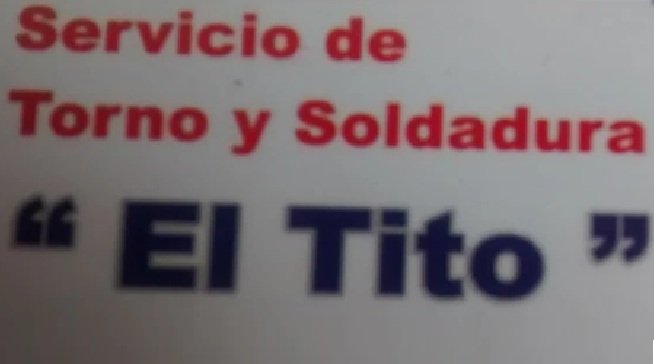 Servicio de
Torno y Soldadura
“ El Tito ”